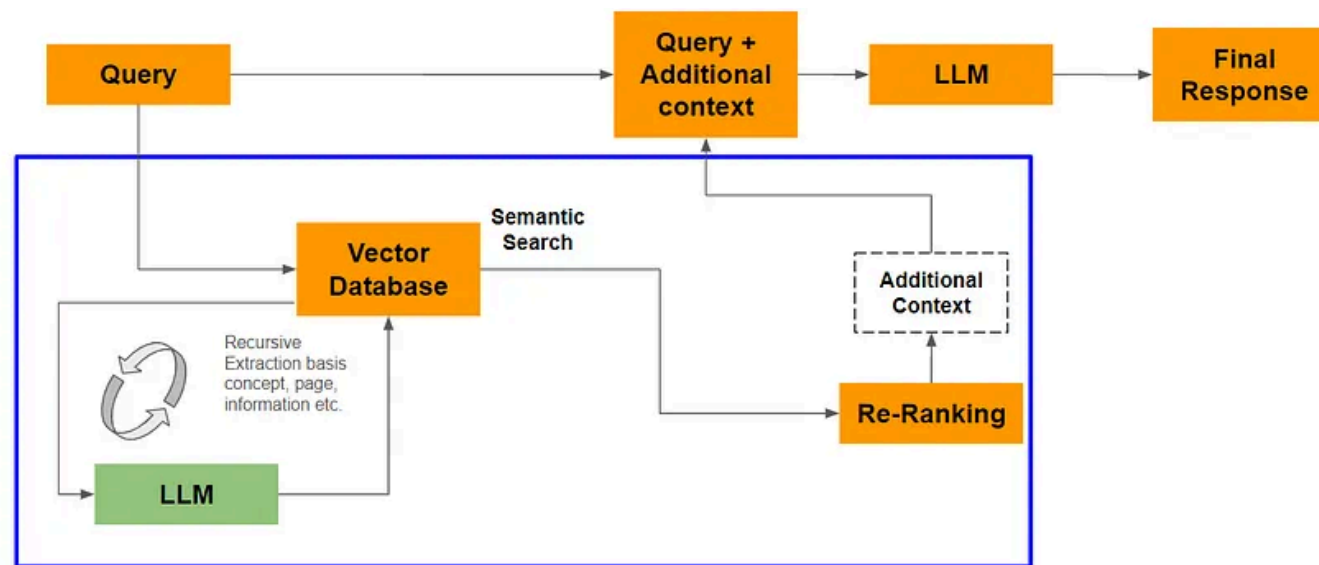 Query
Query +
Additional
context
LLM
Final
Response
Vector
Database
Semantic
Search
Additional
Context
Recursive
Extraction basis
concept, page,
information etc.
Re-Ranking
LLM